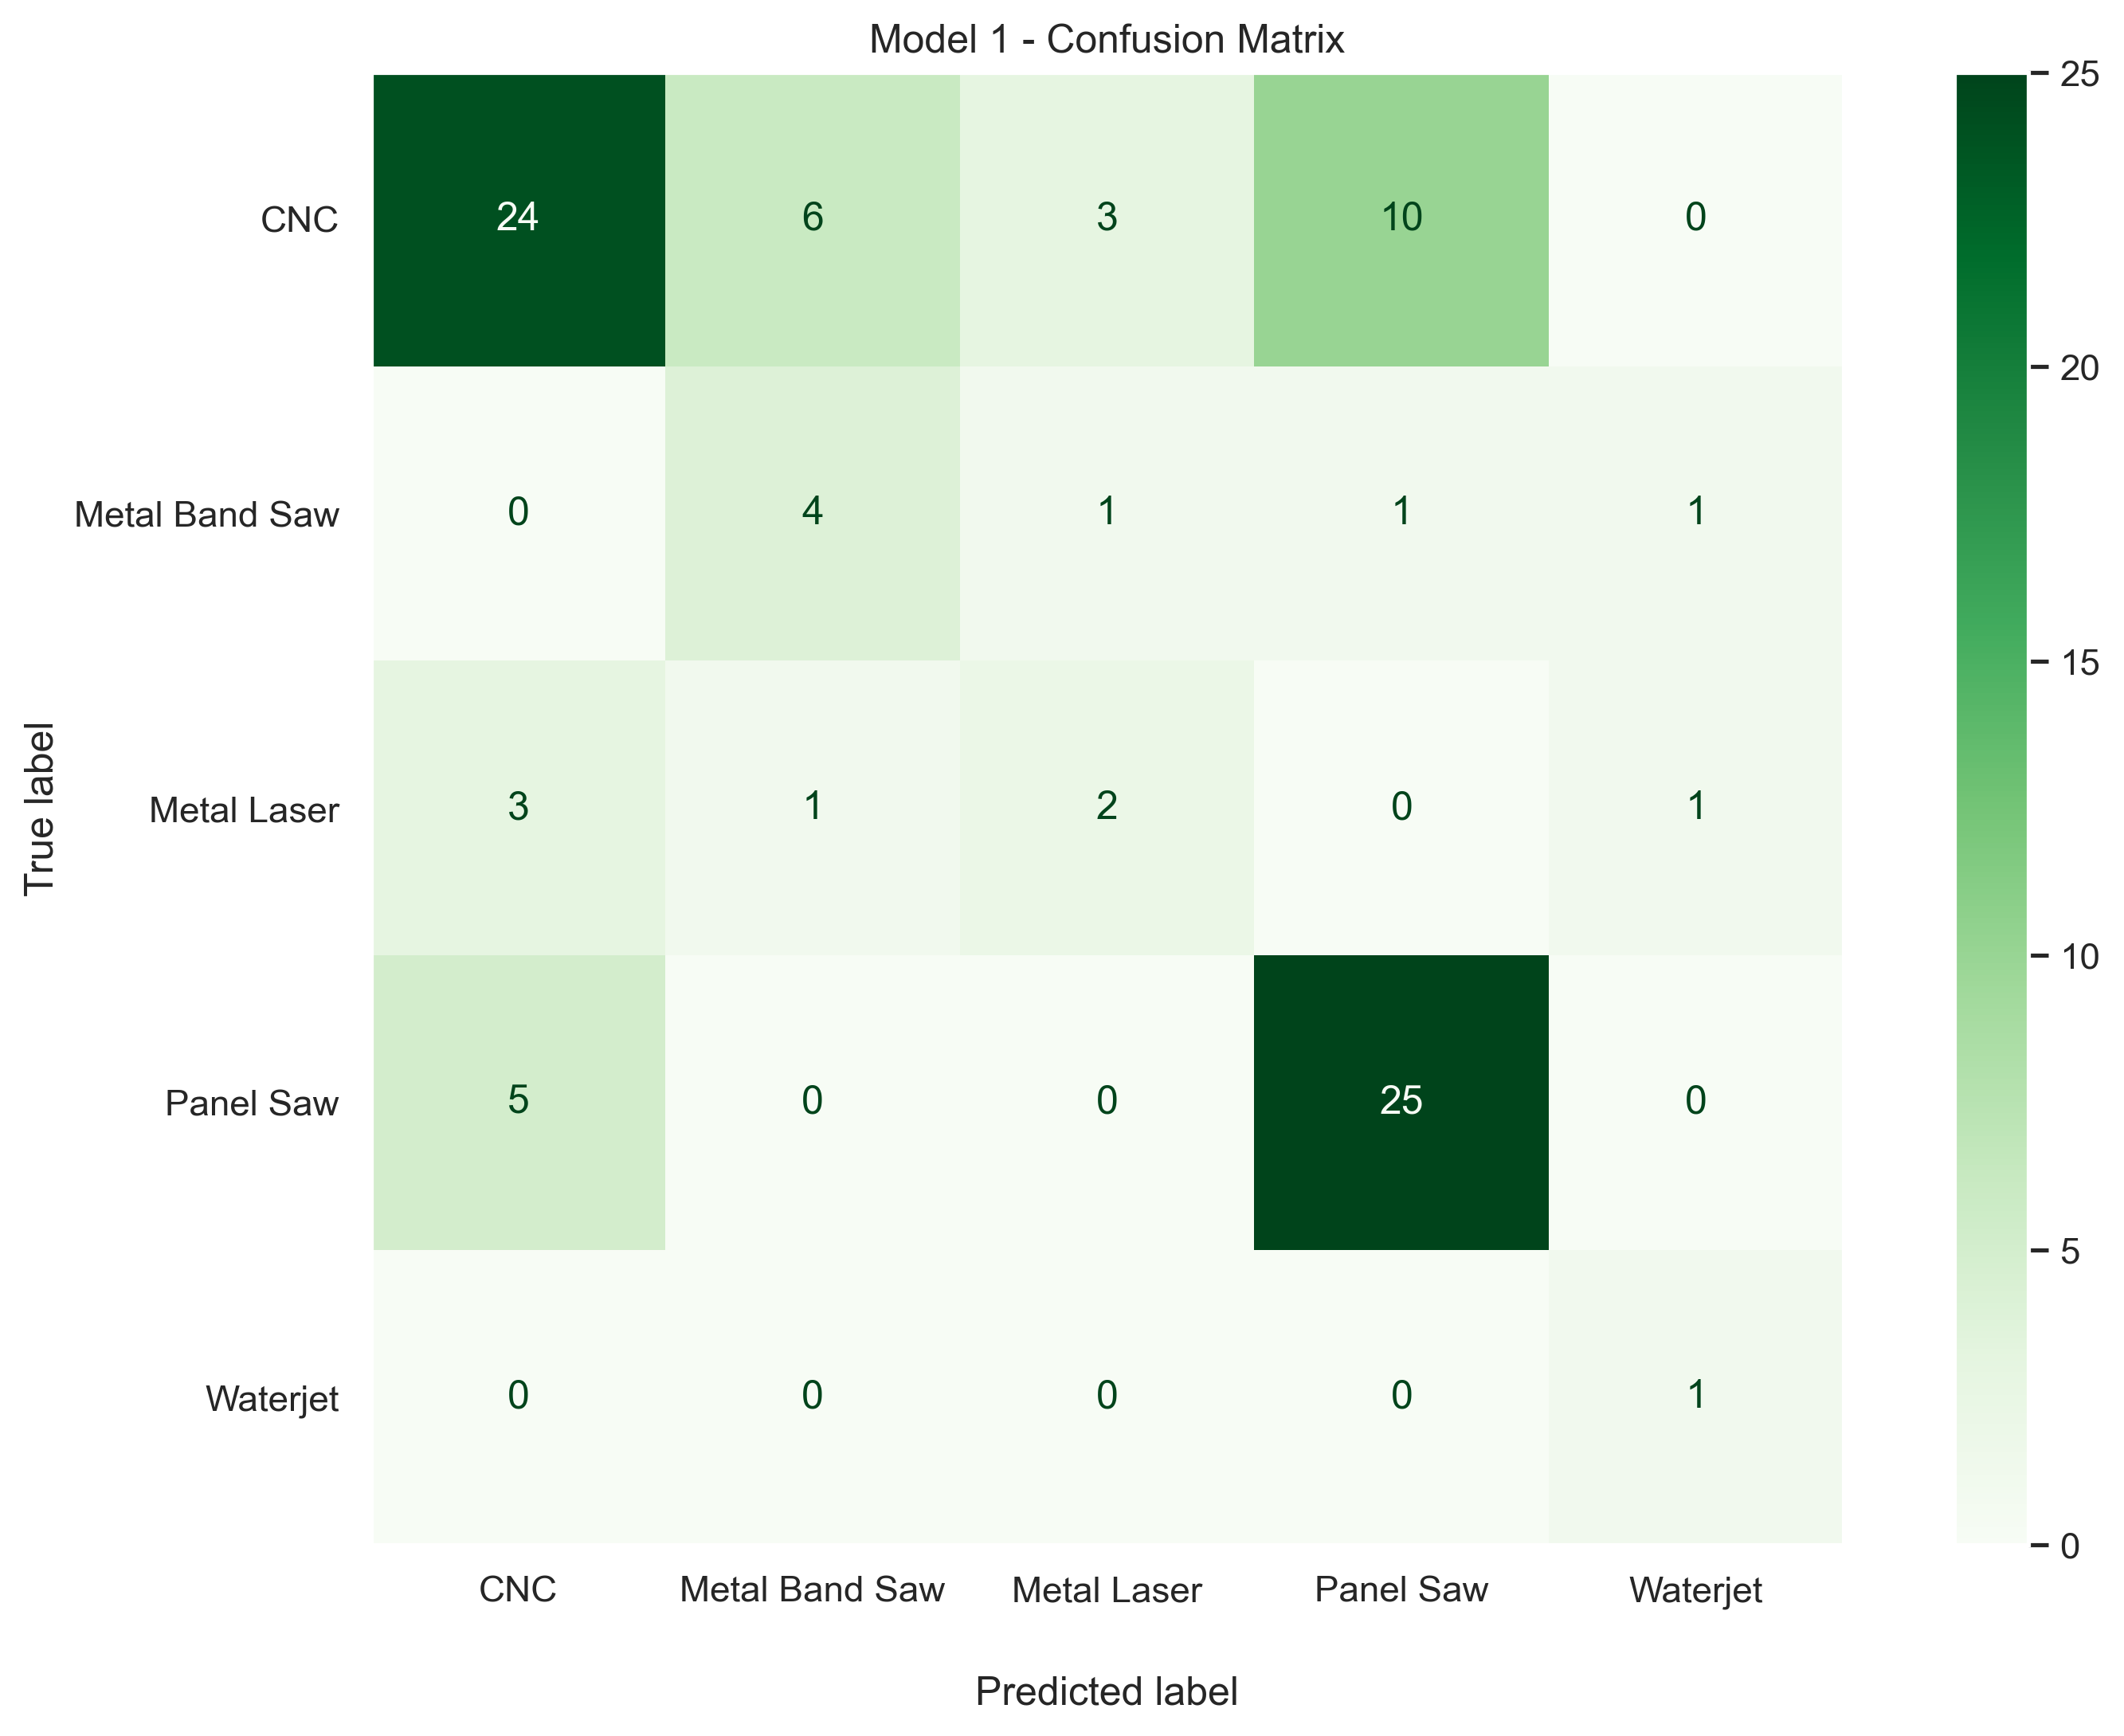 Model 1 - Confusion Matrix
CNC 24 6 3 10 0
Metal Band Saw 0 4 1 1 1
Metal Laser 3 1 2 0 1
Panel Saw 5 0 0 25 0
Waterjet 0 0 0 0 1
CNC Metal Band Saw Metal Laser Panel Saw Waterjet
Predicted label
True label
25
20
15
10
5
0